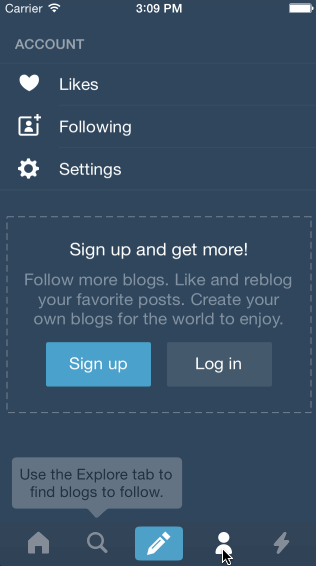 Carrier 3:09 PM
ACCOUNT
Likes
Following
Settings
Sign up and get more!
Follow more blogs. Like and reblog
your favorite posts. Create your
own blogs for the world to enjoy.
Sign up Log in
Use the Explore tab to
find blogs to follow.